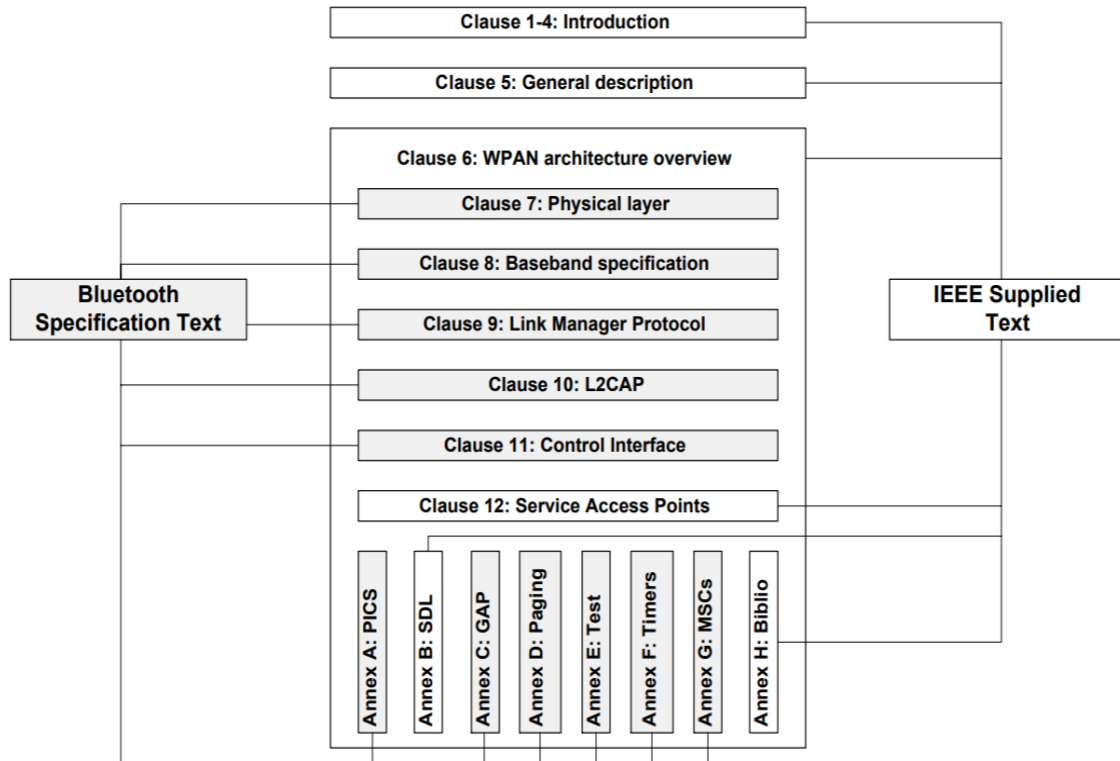 Clause 1-4: Introduction
Clause 5: General description
Clause 6: WPAN architecture overview
Clause 7: Physical layer
Clause 8: Baseband specification
Bluetooth
Specification Text
IEEE Supplied
Text
Clause 9: Link Manager Protocol
Clause 10: L2CAP
Clause 11: Control Interface
Clause 12: Service Access Points
Annex A: PICS
Annex B: SDL
Annex C: GAP
Annex D: Paging
Annex E: Test
Annex F: Timers
Annex G: MSCs
Annex H: Biblio